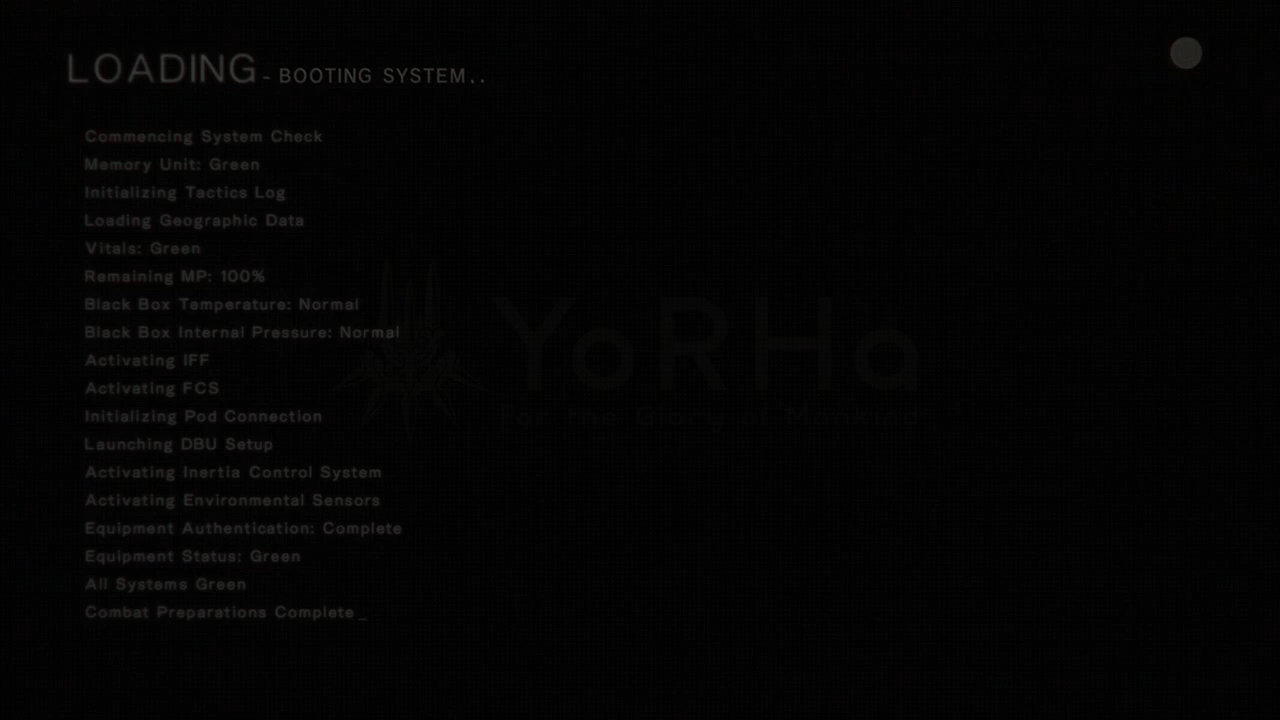 LOADING - BOOTING SYSTEM..
Commencing System Check
Memory Unit: Green
Initializing Tactics Log
Loading Geographic Data
Vitals: Green
Remaining MP: 100%
Black Box Temperature: Normal
Black Box Internal Pressure: Normal
Activating IFF
Activating FCS
Initializing Pod Connection
Launching DBU Setup
Activating Inertia Control System
Activating Environmental Sensors
Equipment Authentication: Complete
Equipment Status: Green
All Systems Green
Combat Preparations Complete _
YoRHa
For the Glory of Mankind